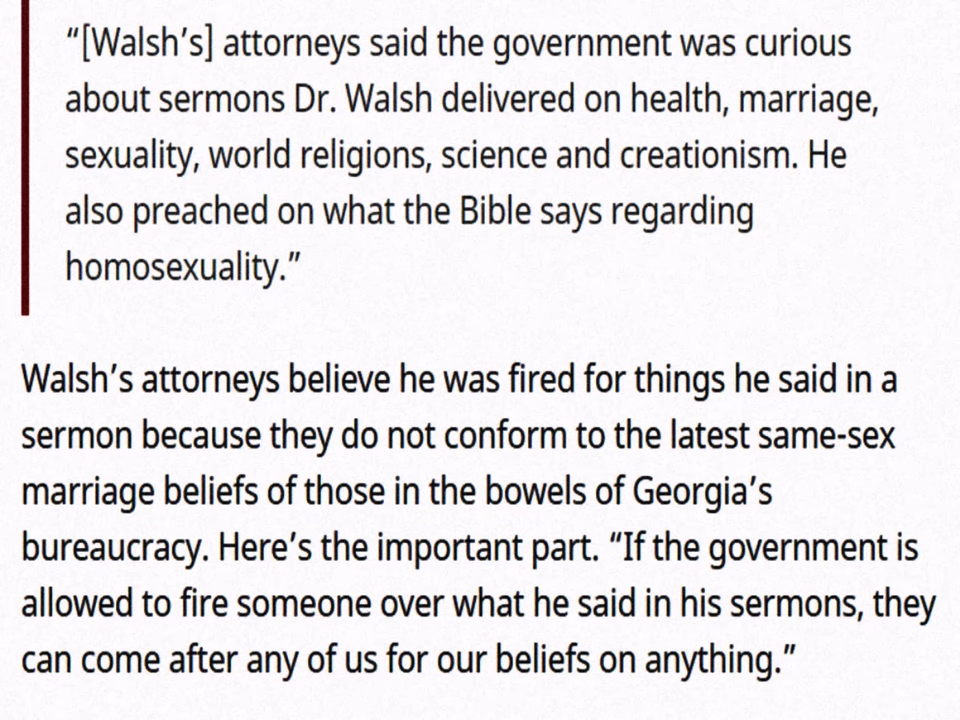 “[Walsh’s] attorneys said the government was curious
about sermons Dr. Walsh delivered on health, marriage,
sexuality, world religions, science and creationism. He
also preached on what the Bible says regarding
homosexuality.”
Walsh’s attorneys believe he was fired for things he said in a
sermon because they do not conform to the latest same-sex
marriage beliefs of those in the bowels of Georgia’s
bureaucracy. Here’s the important part. “If the government is
allowed to fire someone over what he said in his sermons, they
can come after any of us for our beliefs on anything.”